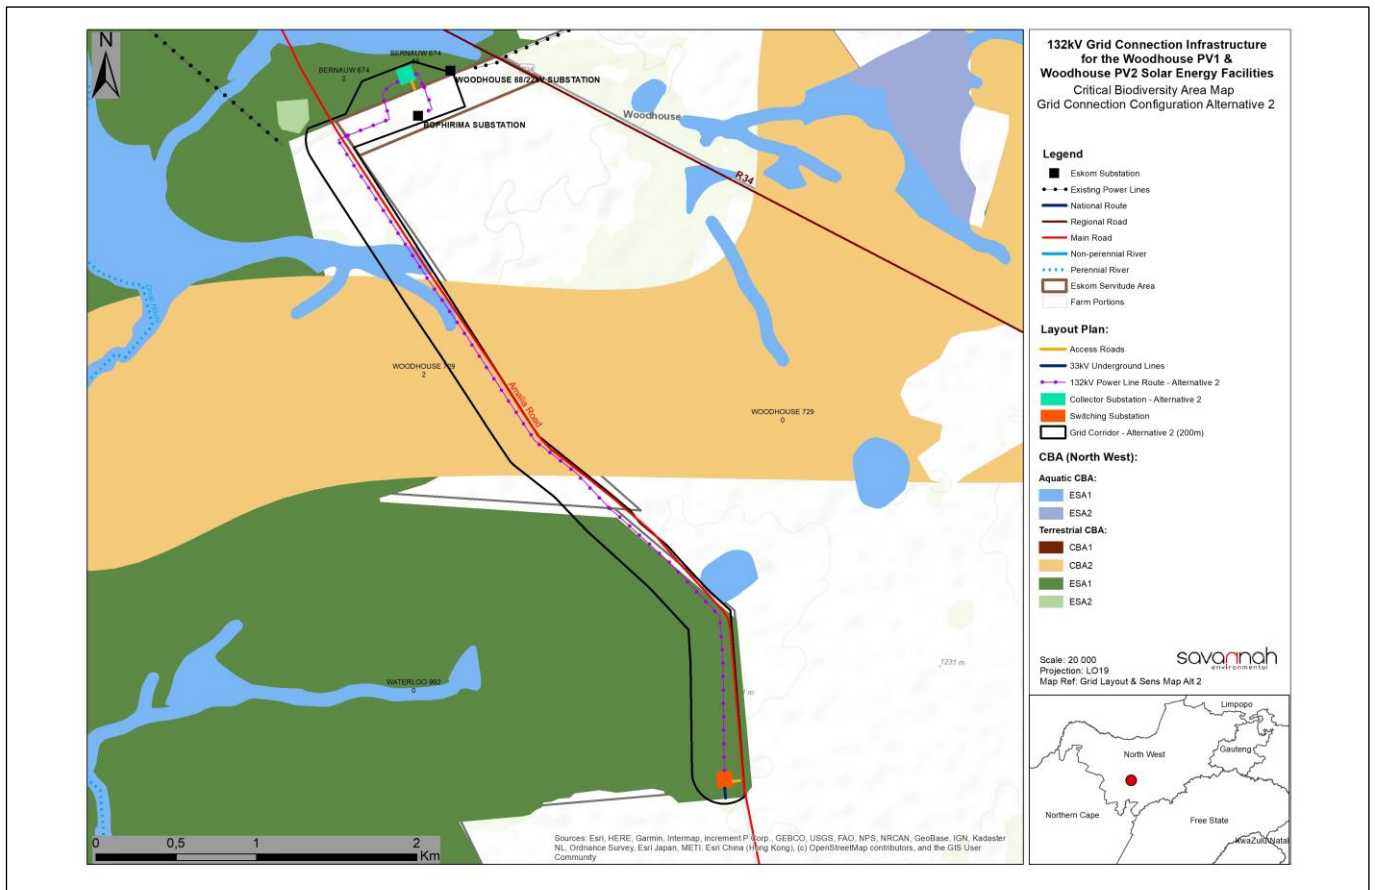 N
BERNAUW 674
BERNAUW 674
2
WOODHOUSE 88/22kV SUBSTATION
BOPHIRIMA SUBSTATION
Woodhouse
R34
WOODHOUSE 729
2
Amalia Road
WOODHOUSE 729
0
WATERLOO 992
0
1231 m
0
0,5
1
2
Km
Sources: Esri, HERE, Garmin, Intermap, increment P Corp., GEBCO, USGS, FAO, NPS, NRCAN, GeoBase, IGN, Kadaster
NL, Ordnance Survey, Esri Japan, METI, Esri China (Hong Kong), (c) OpenStreetMap contributors, and the GIS User
Community
132kV Grid Connection Infrastructure
for the Woodhouse PV1 &
Woodhouse PV2 Solar Energy Facilities
Critical Biodiversity Area Map
Grid Connection Configuration Alternative 2
Legend
Eskom Substation
Existing Power Lines
National Route
Regional Road
Main Road
Non-perennial River
Perennial River
Eskom Servitude Area
Farm Portions
Layout Plan:
Access Roads
33kV Underground Lines
132kV Power Line Route - Alternative 2
Collector Substation - Alternative 2
Switching Substation
Grid Corridor - Alternative 2 (200m)
CBA (North West):
Aquatic CBA:
ESA1
ESA2
Terrestrial CBA:
CBA1
CBA2
ESA1
ESA2
Scale: 20 000
Projection: LO19
Map Ref: Grid Layout & Sens Map Alt 2
savannah
environmental
Limpopo
North West
Gauteng
Northern Cape
Free State
KwaZulu/Natal